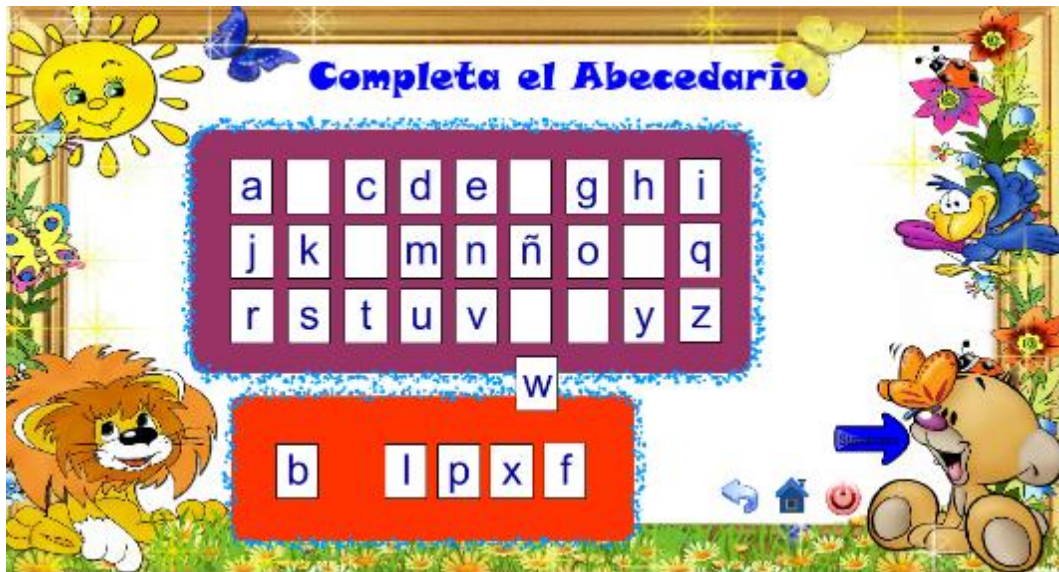 Completa el Abecedario
a c d e g h i
j k m n ñ o q
r s t u v y z
w
b l p x f